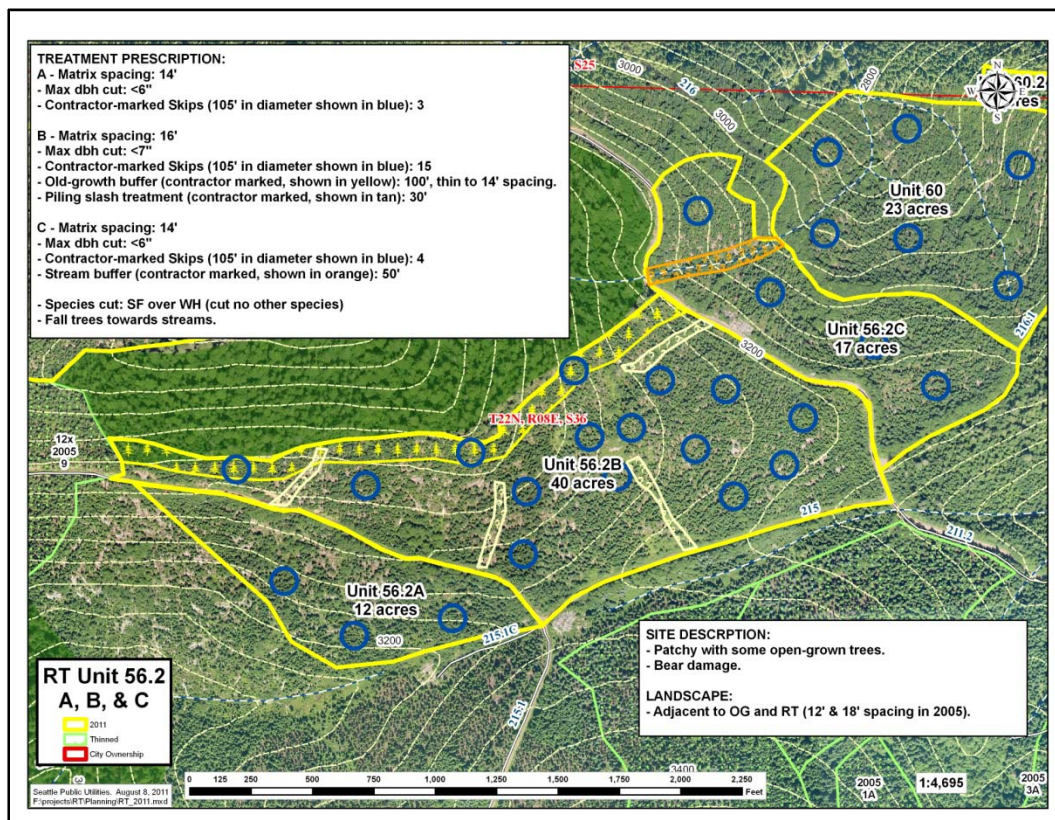 TREATMENT PRESCRIPTION:
A - Matrix spacing: 14'
- Max dbh cut: <6"
- Contractor-marked Skips (105' in diameter shown in blue): 3
B - Matrix spacing: 16'
- Max dbh cut: <7"
- Contractor-marked Skips (105' in diameter shown in blue): 15
- Old-growth buffer (contractor marked, shown in yellow): 100', thin to 14' spacing.
- Piling slash treatment (contractor marked, shown in tan): 30'
C - Matrix spacing: 14'
- Max dbh cut: <6"
- Contractor-marked Skips (105' in diameter shown in blue): 4
- Stream buffer (contractor marked, shown in orange): 50'
- Species cut: SF over WH (cut no other species)
- Fall trees towards streams.
S25
3000
216
3000
2800
60.2
N
W E
S
Unit 60
23 acres
3200
Unit 56.2C
17 acres
216.1
T22N, R08E, S36
12x
2005
9
Unit 56.2B
40 acres
215
211.2
Unit 56.2A
12 acres
3200
215.1C
215.1
SITE DESCRPTION:
- Patchy with some open-grown trees.
- Bear damage.
LANDSCAPE:
- Adjacent to OG and RT (12' & 18' spacing in 2005).
RT Unit 56.2
A, B, & C
2011
Thinned
City Ownership
Seattle Public Utilities. August 8, 2011
F:\projects\RT\Planning\RT_2011.mxd
0 125 250 500 750 1,000 1,250 1,500 1,750 2,000 2,250
Feet
3400
2005
1A
1:4,695
2005
3A